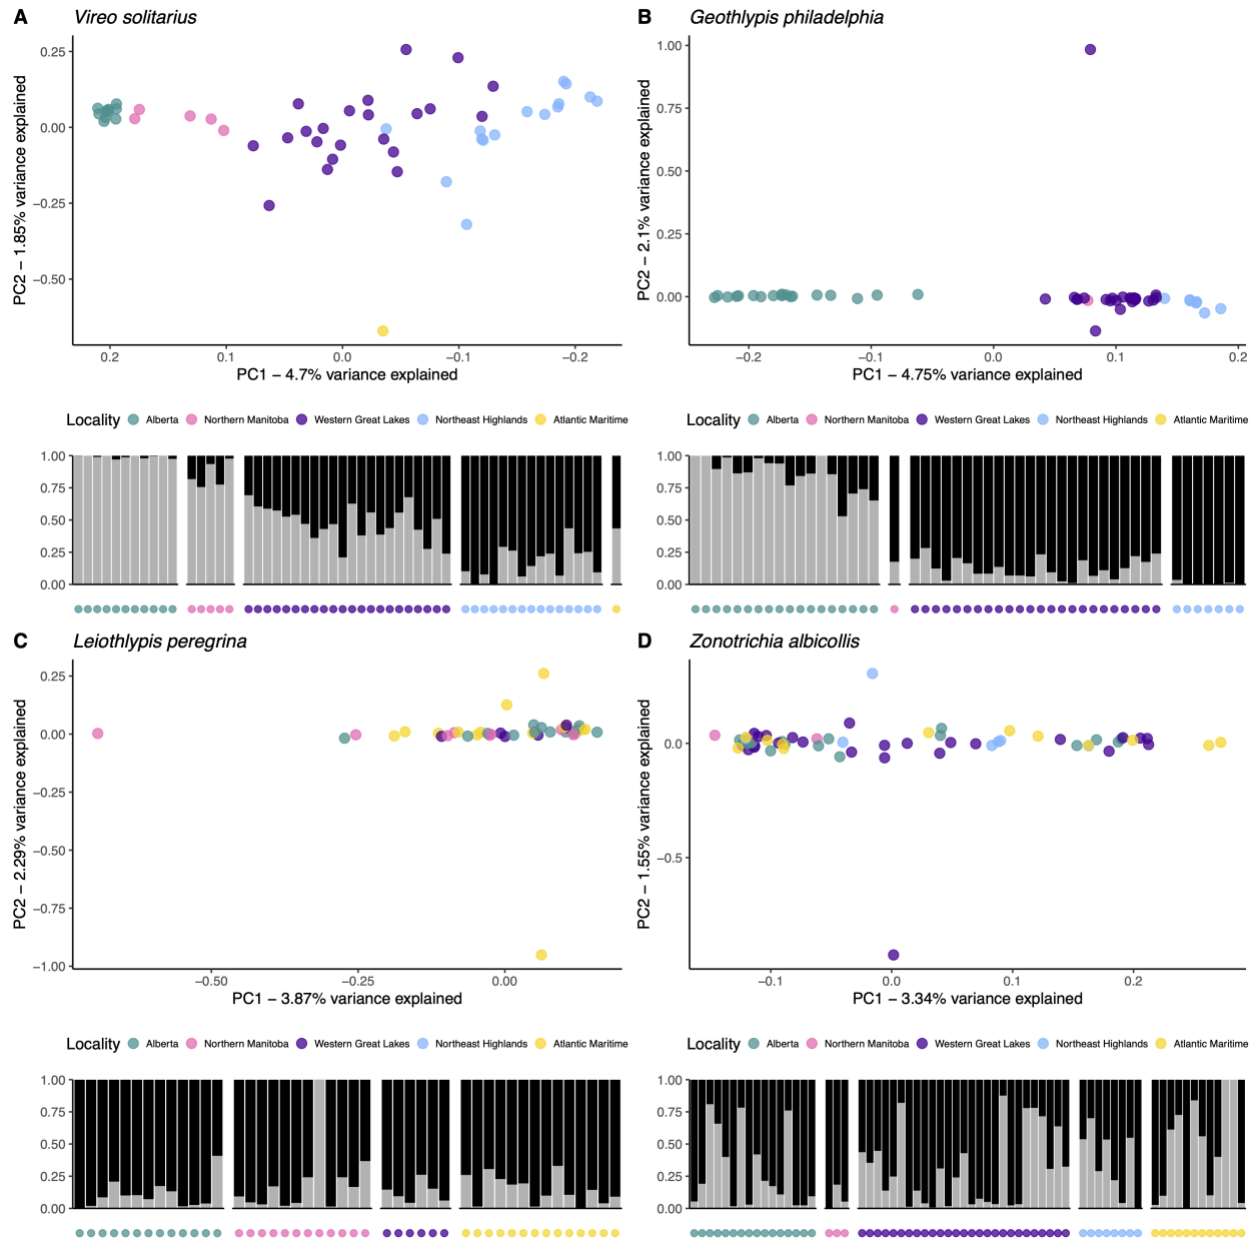 A Vireo solitarius
0.25
0.00
−0.25
−0.50
PC2 − 1.85% variance explained
0.2 0.1 0.0 −0.1 −0.2
PC1 − 4.7% variance explained
Locality Alberta Northern Manitoba Western Great Lakes Northeast Highlands Atlantic Maritime
1.00
0.75
0.50
0.25
0.00
B Geothlypis philadelphia
1.00
0.75
0.50
0.25
0.00
PC2 − 2.1% variance explained
−0.2 −0.1 0.0 0.1 0.2
PC1 − 4.75% variance explained
Locality Alberta Northern Manitoba Western Great Lakes Northeast Highlands Atlantic Maritime
1.00
0.75
0.50
0.25
0.00
C Leiothlypis peregrina
0.25
0.00
−0.25
−0.50
−0.75
−1.00
PC2 − 2.29% variance explained
−0.50 −0.25 0.00
PC1 − 3.87% variance explained
Locality Alberta Northern Manitoba Western Great Lakes Northeast Highlands Atlantic Maritime
1.00
0.75
0.50
0.25
0.00
D Zonotrichia albicollis
0.0
−0.5
PC2 − 1.55% variance explained
−0.1 0.0 0.1 0.2
PC1 − 3.34% variance explained
Locality Alberta Northern Manitoba Western Great Lakes Northeast Highlands Atlantic Maritime
1.00
0.75
0.50
0.25
0.00